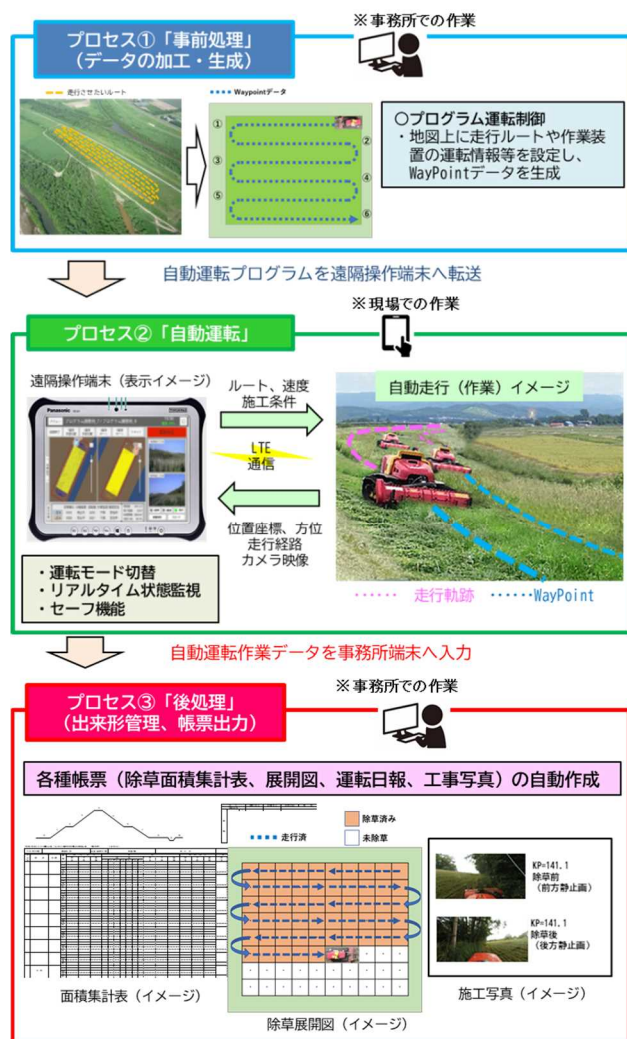 ※事務所での作業
プロセス①「事前処理」
(データの加工・生成)
走行させたいルート
Waypointデータ
①
②
③
④
⑤
⑥
○プログラム運転制御
・地図上に走行ルートや作業装
置の運転情報等を設定し、
WayPointデータを生成
自動運転プログラムを遠隔操作端末へ転送
※現場での作業
プロセス②「自動運転」
遠隔操作端末(表示イメージ)
Panasonic
ルート、速度
施工条件
LTE
通信
位置座標、方位
走行経路
カメラ映像
自動走行(作業)イメージ
・運転モード切替
・リアルタイム状態監視
・セーフ機能
走行軌跡
WayPoint
自動運転作業データを事務所端末へ入力
※事務所での作業
プロセス③「後処理」
(出来形管理、帳票出力)
各種帳票(除草面積集計表、展開図、運転日報、工事写真)の自動作成
走行済
除草済み
未除草
KP=141.1
除草前
(前方静止画)
KP=141.1
除草後
(後方静止画)
面積集計表(イメージ)
除草展開図(イメージ)
施工写真(イメージ)